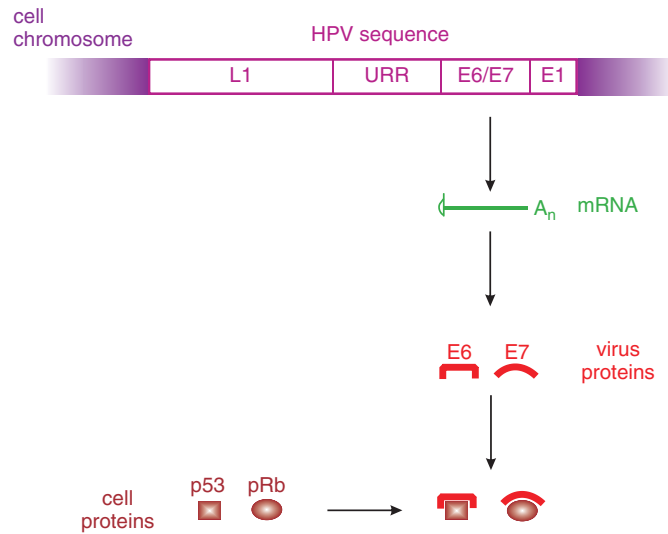 cell
chromosome
HPV sequence
L1 URR E6/E7 E1
An mRNA
E6 E7
virus
proteins
p53 pRb
cell
proteins